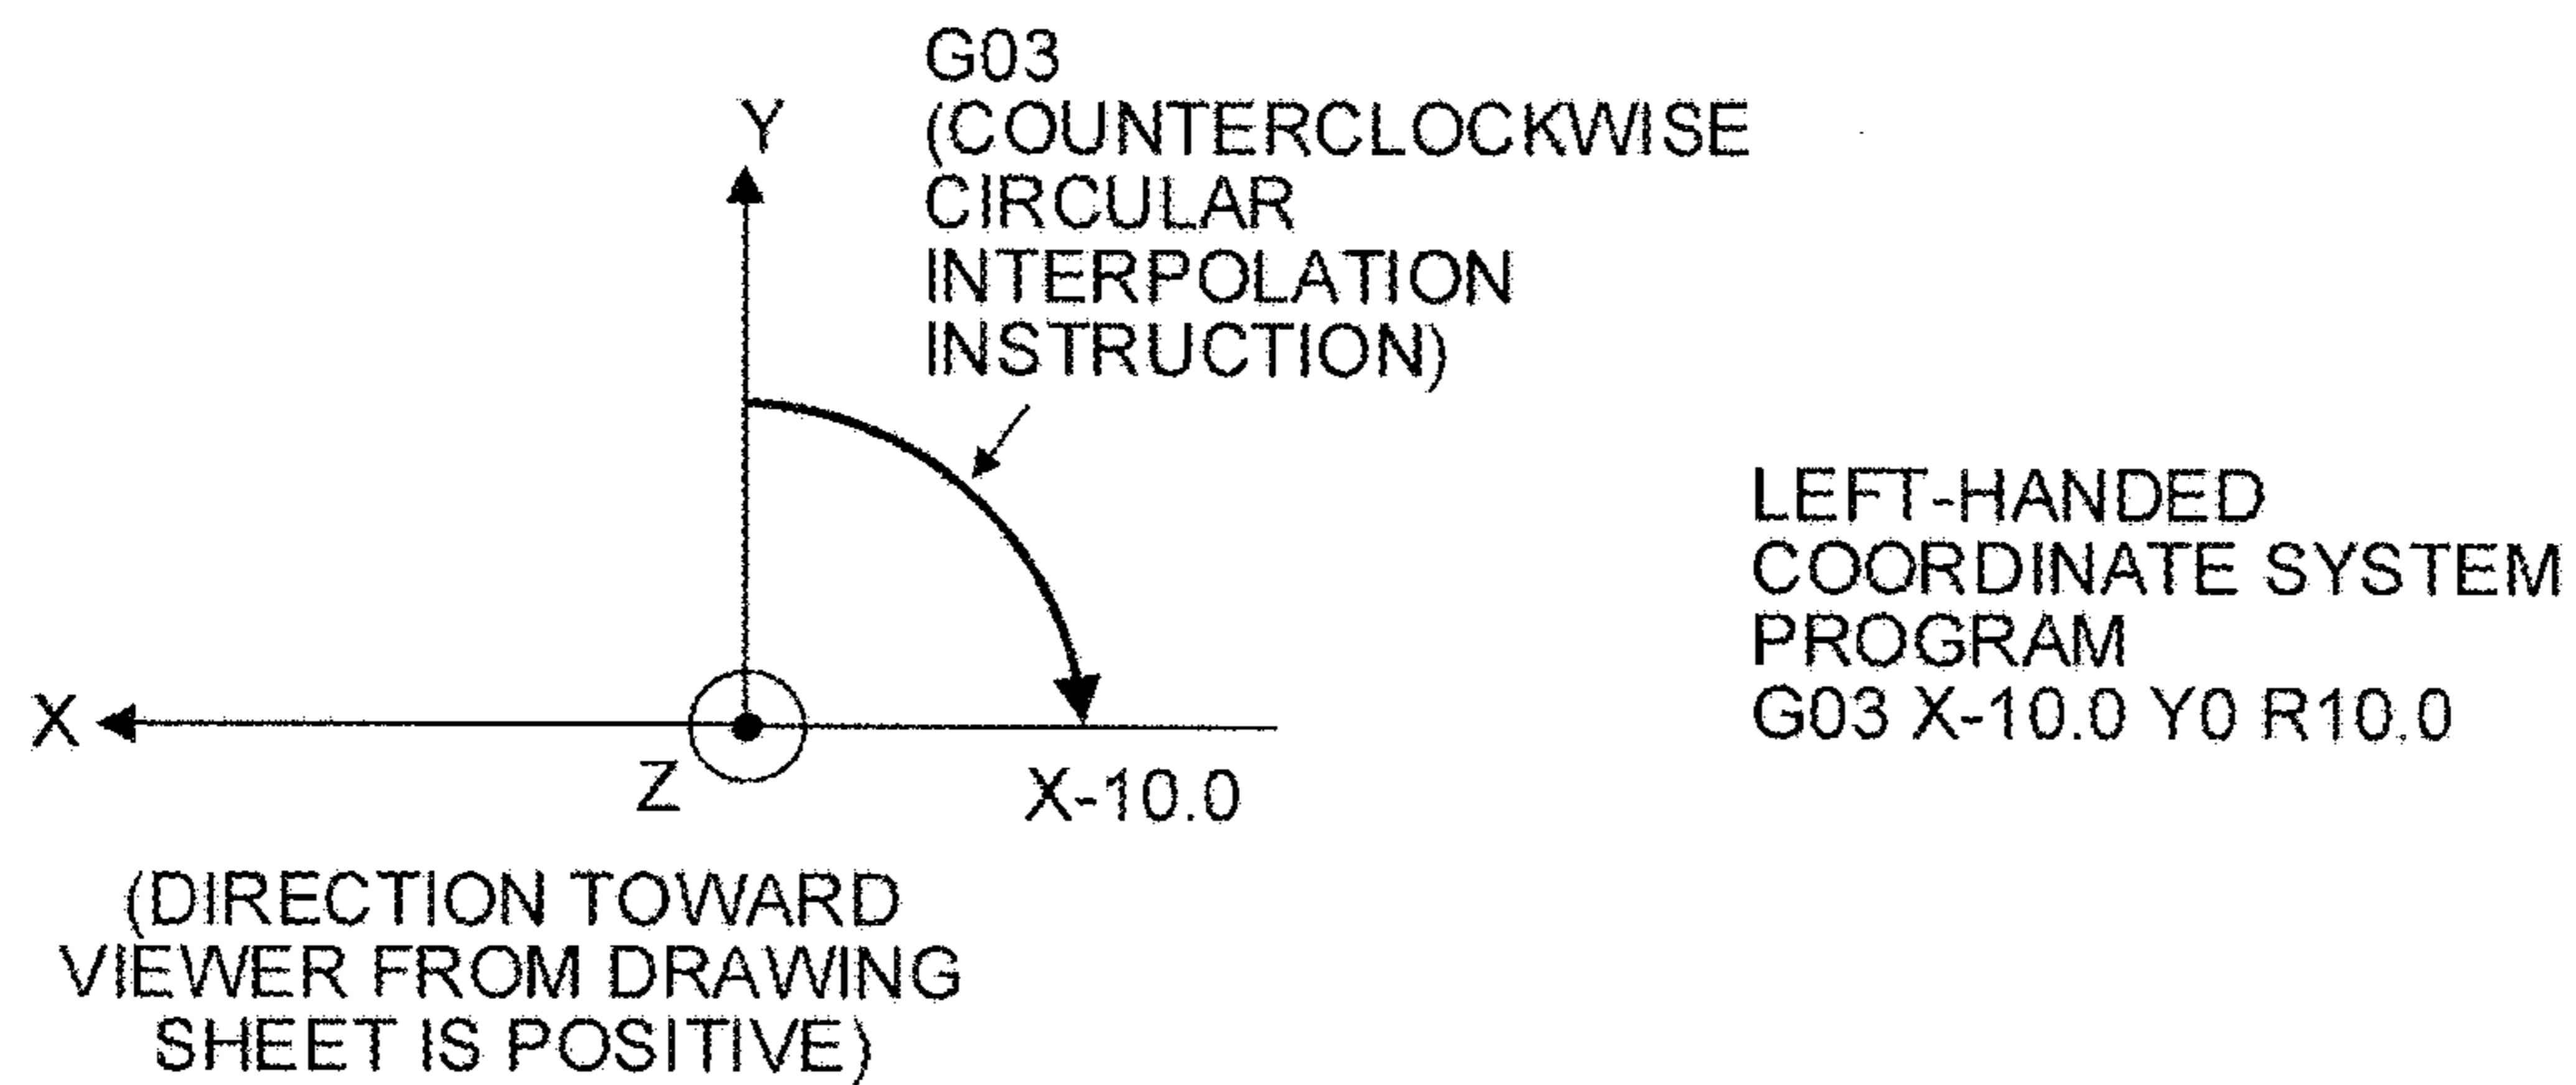 G03
(COUNTERCLOCKWISE
CIRCULAR
INTERPOLATION
INSTRUCTION)
Y
X
Z
X-10.0
(DIRECTION TOWARD
VIEWER FROM DRAWING
SHEET IS POSITIVE)
LEFT-HANDED
COORDINATE SYSTEM
PROGRAM
G03 X-10.0 Y0 R10.0